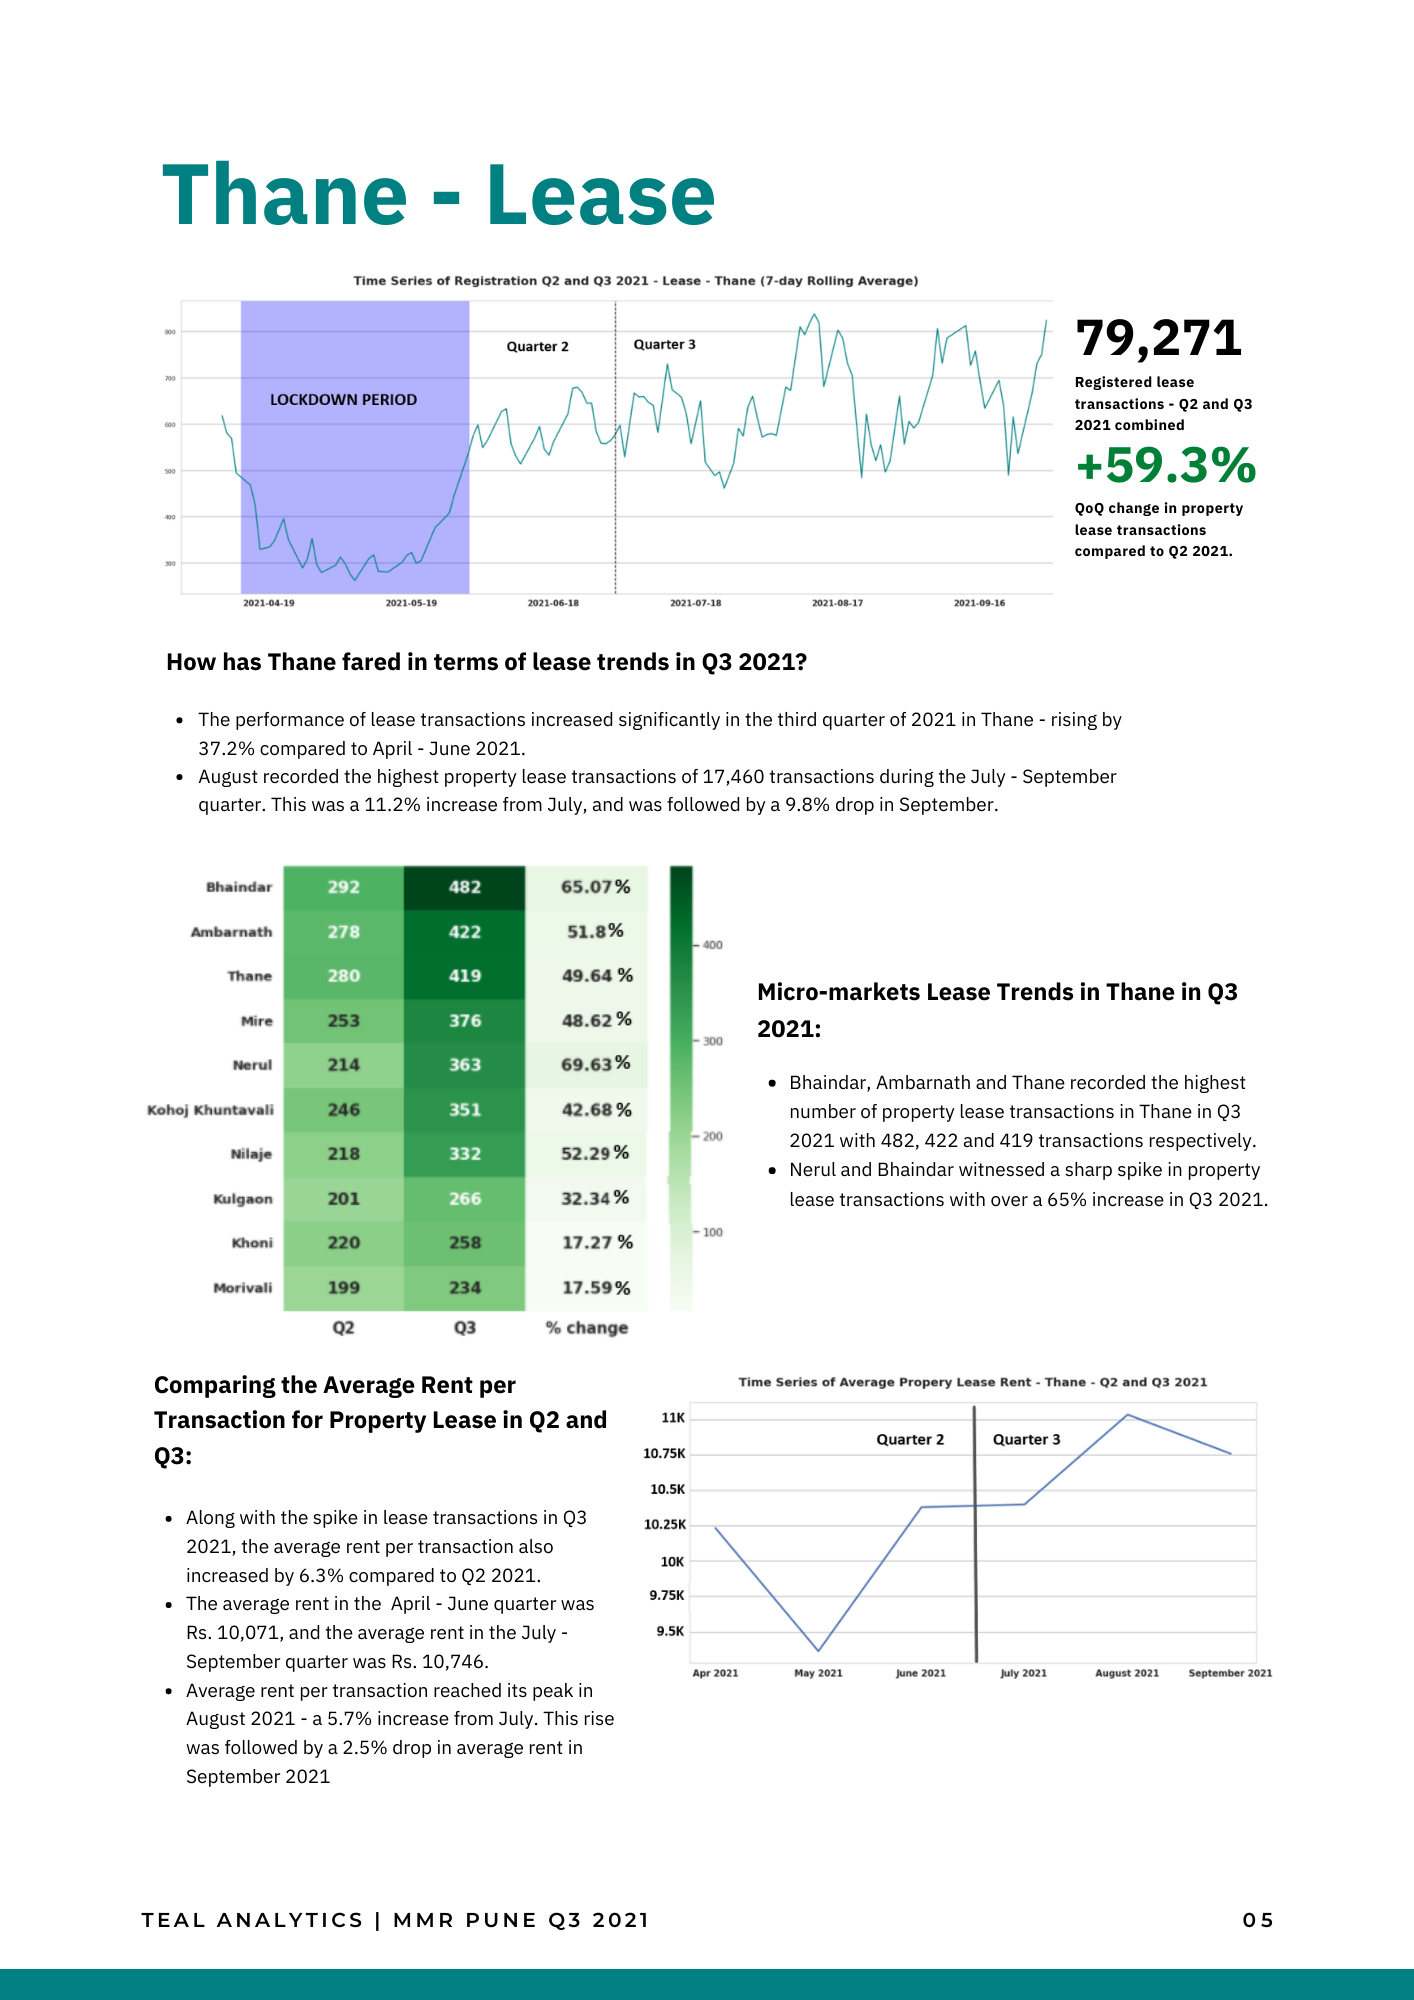 Thane - Lease
Time Series of Registration Q2 and Q3 2021 - Lease - Thane (7-day Rolling Average)
800
700
600
500
400
300
LOCKDOWN PERIOD
Quarter 2
Quarter 3
2021-04-19 2021-05-19 2021-06-18 2021-07-18 2021-08-17 2021-09-16
79,271
Registered lease
transactions - Q2 and Q3
2021 combined
+59.3%
QoQ change in property
lease transactions
compared to Q2 2021.
How has Thane fared in terms of lease trends in Q3 2021?
• The performance of lease transactions increased significantly in the third quarter of 2021 in Thane - rising by
37.2% compared to April - June 2021.
• August recorded the highest property lease transactions of 17,460 transactions during the July - September
quarter. This was a 11.2% increase from July, and was followed by a 9.8% drop in September.
Bhaindar 292 482 65.07%
Ambarnath 278 422 51.8%
Thane 280 419 49.64 %
Mire 253 376 48.62 %
Nerul 214 363 69.63%
Kohoj Khuntavali 246 351 42.68 %
Nilaje 218 332 52.29%
Kulgaon 201 266 32.34%
Khoni 220 258 17.27 %
Morivali 199 234 17.59%
Q2 Q3 % change
400
300
200
100
Micro-markets Lease Trends in Thane in Q3
2021:
• Bhaindar, Ambarnath and Thane recorded the highest
number of property lease transactions in Thane in Q3
2021 with 482, 422 and 419 transactions respectively.
• Nerul and Bhaindar witnessed a sharp spike in property
lease transactions with over a 65% increase in Q3 2021.
Comparing the Average Rent per
Transaction for Property Lease in Q2 and
Q3:
• Along with the spike in lease transactions in Q3
2021, the average rent per transaction also
increased by 6.3% compared to Q2 2021.
• The average rent in the April - June quarter was
Rs. 10,071, and the average rent in the July -
September quarter was Rs. 10,746.
• Average rent per transaction reached its peak in
August 2021 - a 5.7% increase from July. This rise
was followed by a 2.5% drop in average rent in
September 2021
Time Series of Average Propery Lease Rent - Thane - Q2 and Q3 2021
11K
10.75K
10.5K
10.25K
10K
9.75K
9.5K
Quarter 2
Quarter 3
Apr 2021 May 2021 June 2021 July 2021 August 2021 September 2021
TEAL ANALYTICS | MMR PUNE Q3 2021
05